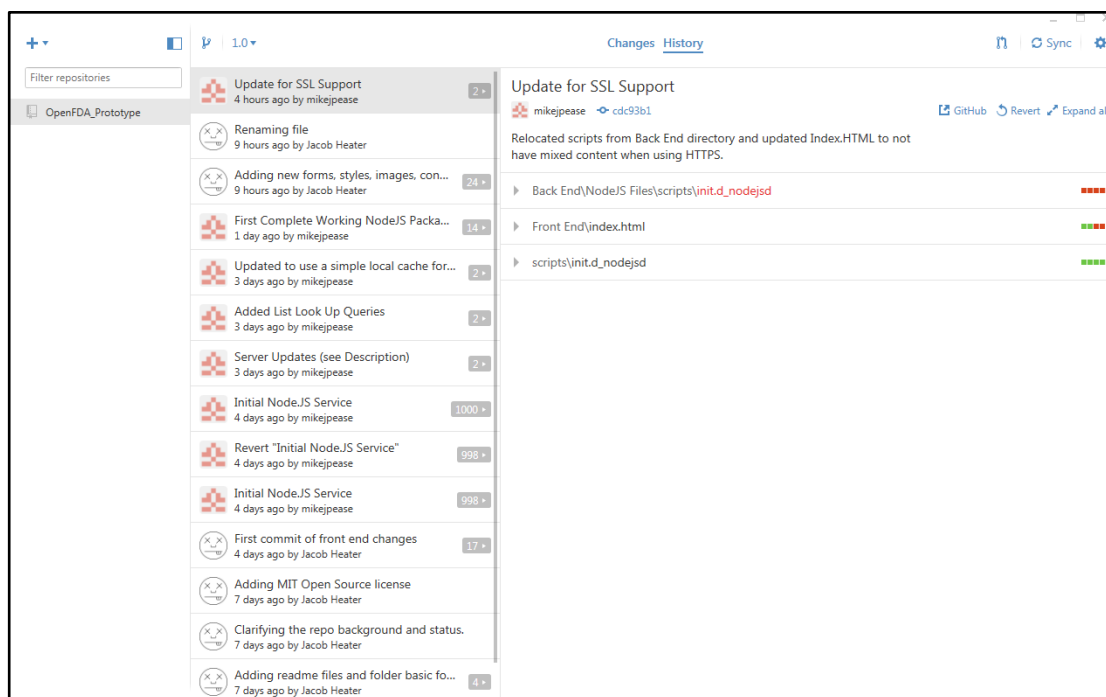 1.0
Changes History
Sync
Filter repositories
OpenFDA_Prototype
Update for SSL Support
4 hours ago by mikejpease
2
Renaming file
9 hours ago by Jacob Heater
Adding new forms, styles, images, con...
9 hours ago by Jacob Heater
24
First Complete Working NodeJS Packa...
1 day ago by mikejpease
14
Updated to use a simple local cache for...
3 days ago by mikejpease
2
Added List Look Up Queries
3 days ago by mikejpease
2
Server Updates (see Description)
3 days ago by mikejpease
2
Initial Node.JS Service
4 days ago by mikejpease
1000
Revert "Initial Node.JS Service"
4 days ago by mikejpease
998
Initial Node.JS Service
4 days ago by mikejpease
998
First commit of front end changes
4 days ago by Jacob Heater
17
Adding MIT Open Source license
7 days ago by Jacob Heater
Clarifying the repo background and status.
7 days ago by Jacob Heater
Adding readme files and folder basic fo...
7 days ago by Jacob Heater
4
Update for SSL Support
mikejpease cdc93b1
GitHub Revert Expand al
Relocated scripts from Back End directory and updated Index.HTML to not
have mixed content when using HTTPS.
Back End\NodeJS Files\scripts\init.d_nodejsd
Front End\index.html
scripts\init.d_nodejsd